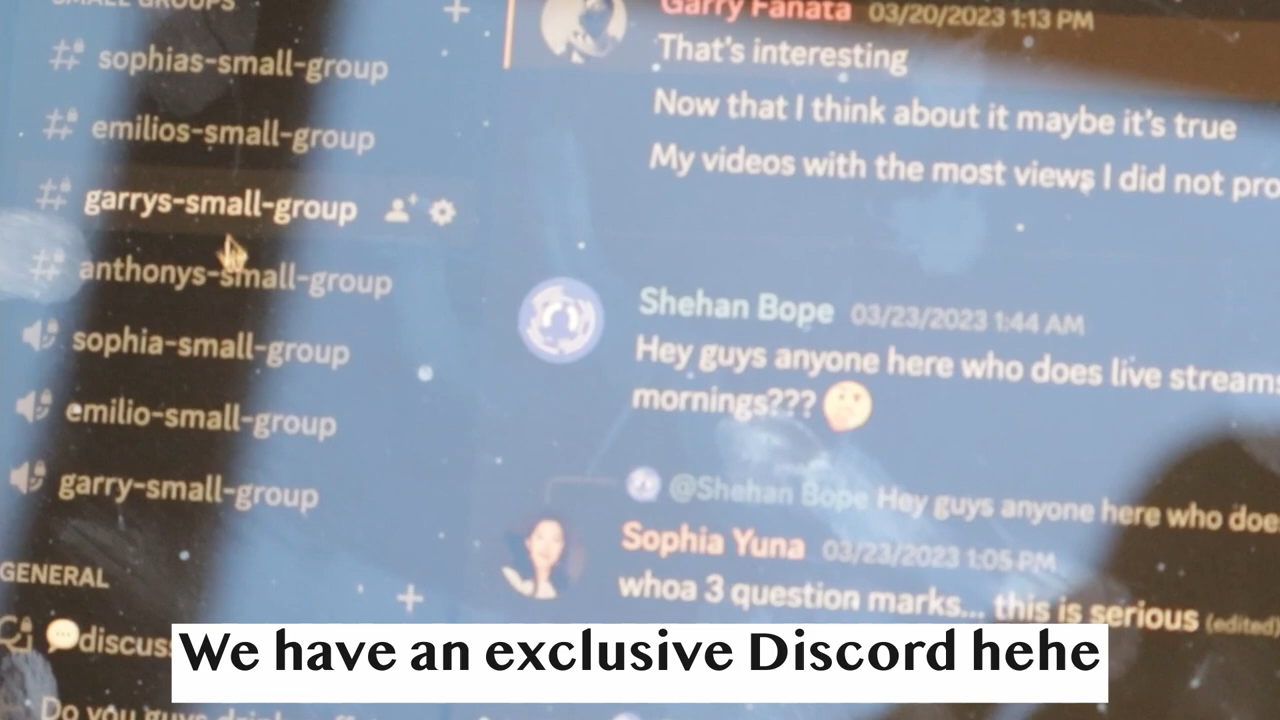 SMALL GROUPS
sophias-small-group
emilios-small-group
garrys-small-group
anthonys-small-group
sophia-small-group
emilio-small-group
garry-small-group
GENERAL
discus
Do you guys
Garry Fanata 03/20/2023 1:13 PM
That's interesting
Now that I think about it maybe it's true
My videos with the most views I did not pro
Shehan Bope 03/23/2023 1:44 AM
Hey guys anyone here who does live streams
mornings??? 🤔
@Shehan Bope Hey guys anyone here who doe
Sophia Yuna 03/23/2023 1:05 PM
whoa 3 question marks... this is serious (edited)
We have an exclusive Discord hehe